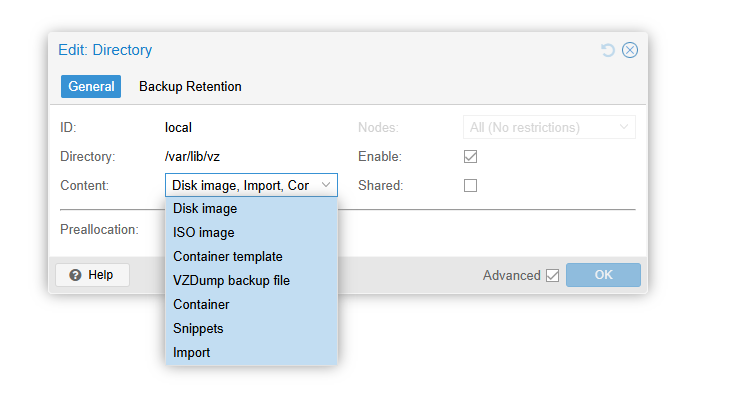 Edit: Directory
General Backup Retention
ID: local Nodes: All (No restrictions)
Directory: /var/lib/vz Enable:
Content: Disk image, Import, Cor Shared:
Disk image
ISO image
Preallocation:
Container template
VZDump backup file
Help Advanced OK
Container
Snippets
Import